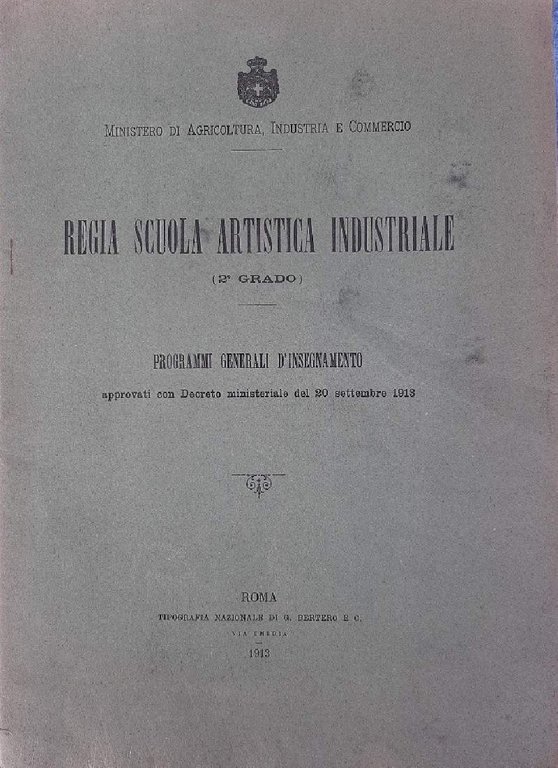 MINISTERO DI AGRICOLTURA, INDUSTRIA E COMMERCIO
REGIA SCUOLA ARTISTICA INDUSTRIALE
(2° GRADO)
PROGRAMMI GENERALI D'INSEGNAMENTO
approvati con Decreto ministeriale del 20 settembre 1913
ROMA
TIPOGRAFIA NAZIONALE DI G. BERTERO E C.
VIA UMBRIA
1913